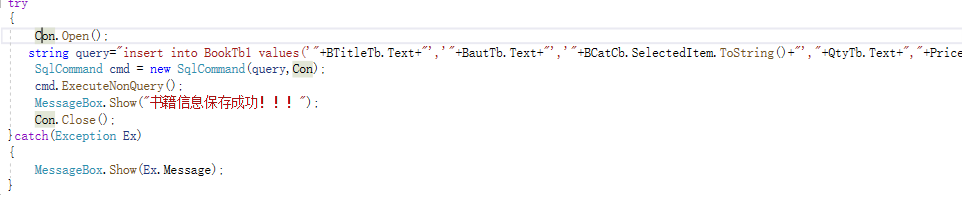 try
{
Con.Open();
string query="insert into BookTb1 values('"+BTitleTb.Text+"','"+BautTb.Text+"','"+BCatCb.SelectedItem.ToString()+"',"+QtyTb.Text+","+Price
SqlCommand cmd = new SqlCommand(query,Con);
cmd.ExecuteNonQuery();
MessageBox.Show("书籍信息保存成功！！！");
Con.Close();
}catch(Exception Ex)
{
MessageBox.Show(Ex.Message);
}